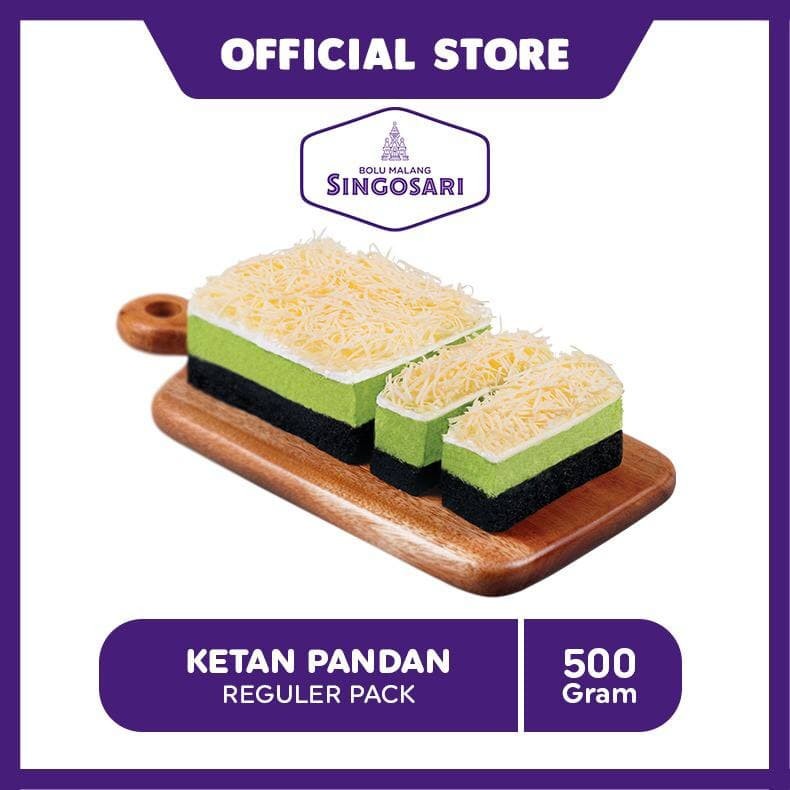 OFFICIAL STORE
BOLU MALANG
SINGOSARI
KETAN PANDAN
REGULER PACK
500
Gram